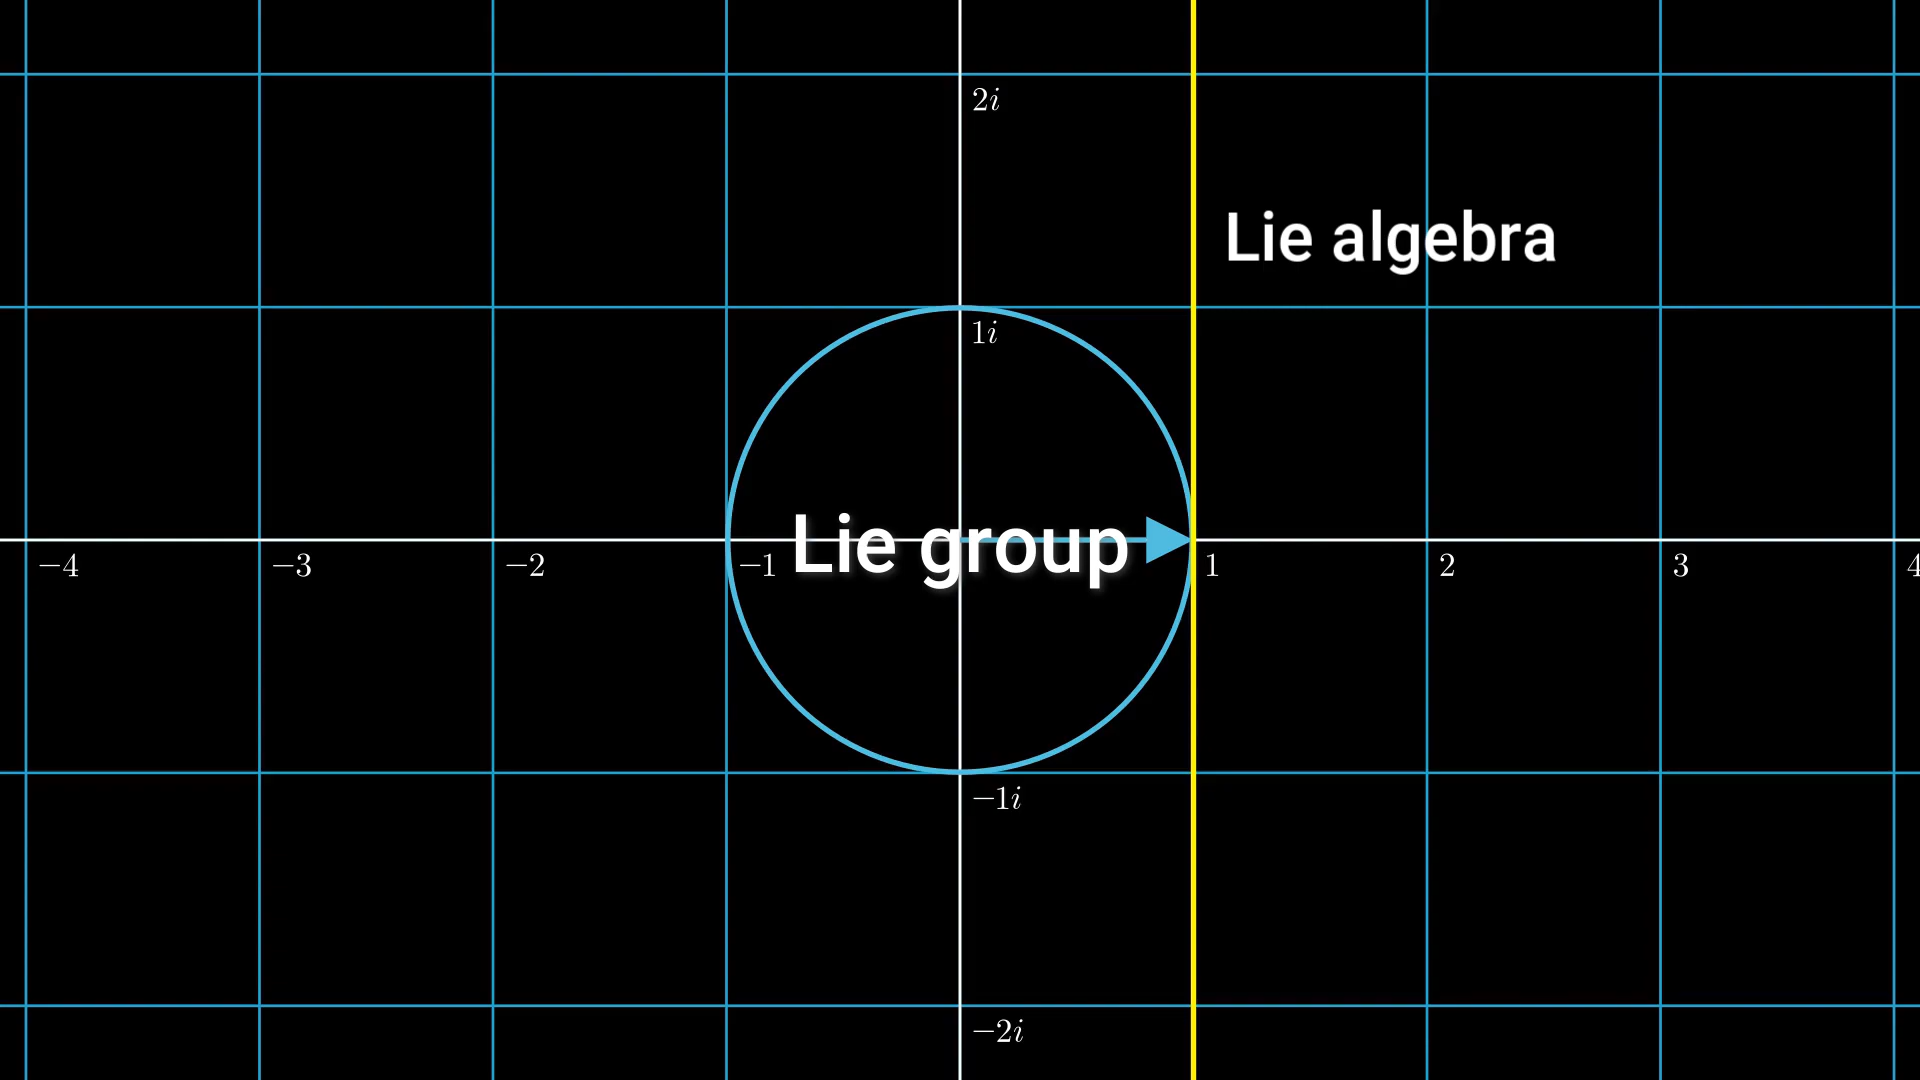 2i
Lie algebra
1i
Lie group
−4 −3 −2 −1 1 2 3 4
−1i
−2i